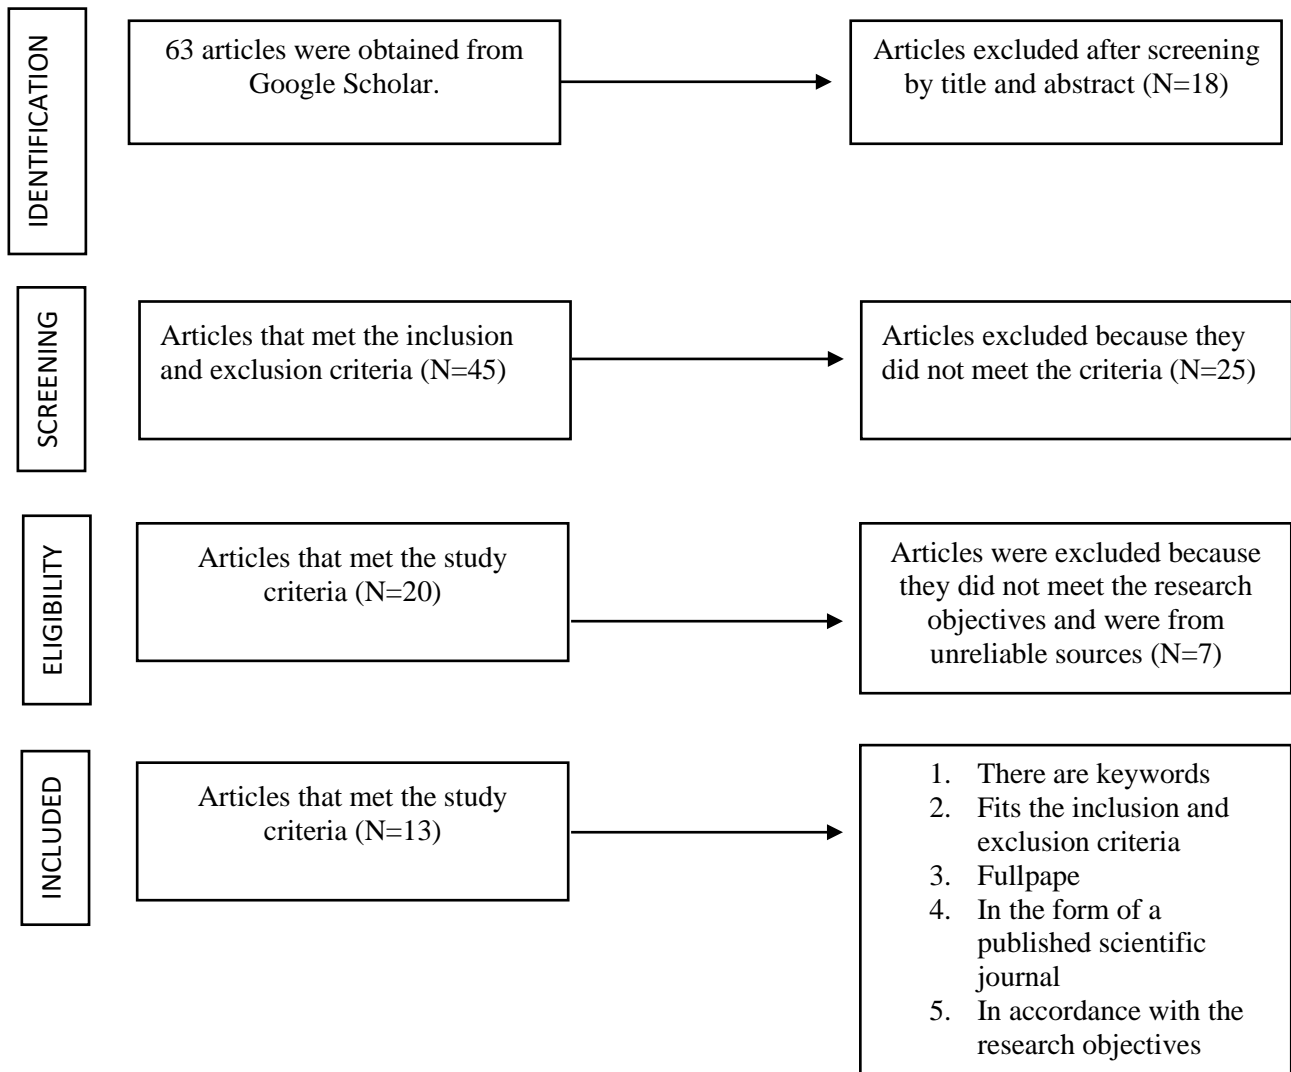 IDENTIFICATION
63 articles were obtained from
Google Scholar.
Articles excluded after screening
by title and abstract (N=18)
SCREENING
Articles that met the inclusion
and exclusion criteria (N=45)
Articles excluded because they
did not meet the criteria (N=25)
ELIGIBILITY
Articles that met the study
criteria (N=20)
Articles were excluded because
they did not meet the research
objectives and were from
unreliable sources (N=7)
INCLUDED
Articles that met the study
criteria (N=13)
1. There are keywords
2. Fits the inclusion and
exclusion criteria
3. Fullpape
4. In the form of a
published scientific
journal
5. In accordance with the
research objectives